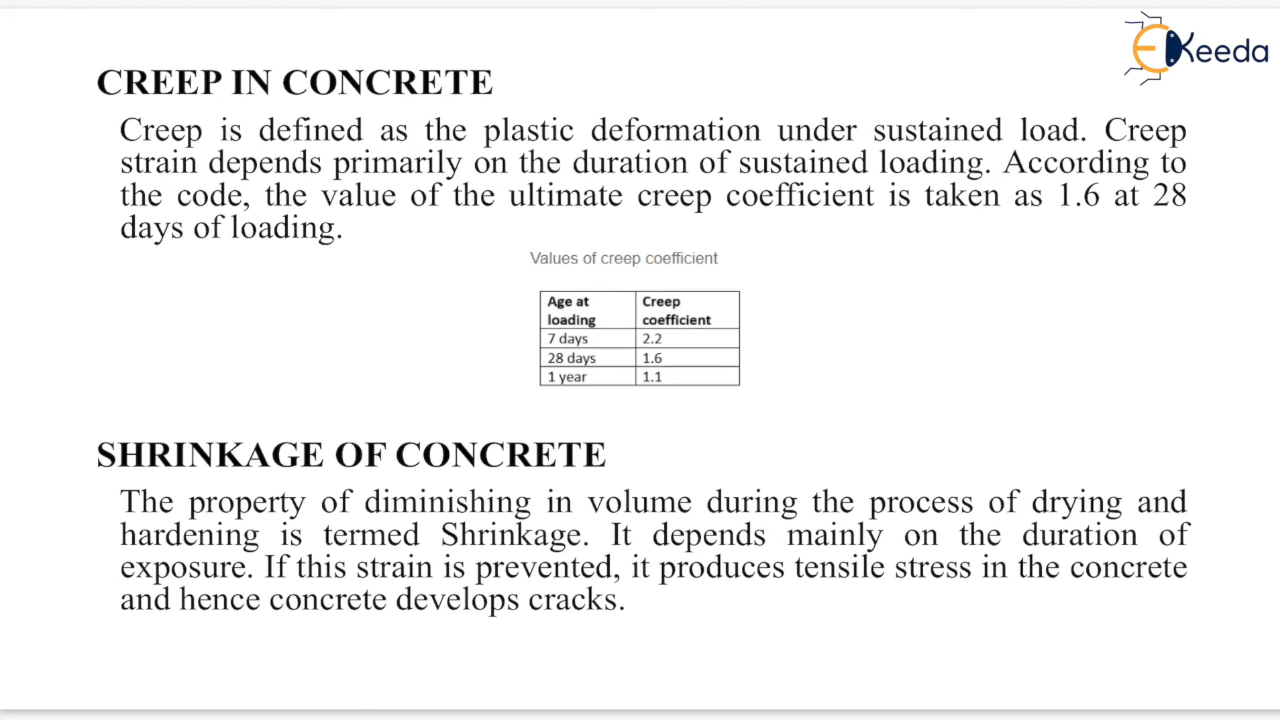 Keeda
CREEP IN CONCRETE
Creep is defined as the plastic deformation under sustained load. Creep
strain depends primarily on the duration of sustained loading. According to
the code, the value of the ultimate creep coefficient is taken as 1.6 at 28
days of loading.
Values of creep coefficient
Age at loading Creep coefficient
7 days 2.2
28 days 1.6
1 year 1.1
SHRINKAGE OF CONCRETE
The property of diminishing in volume during the process of drying and
hardening is termed Shrinkage. It depends mainly on the duration of
exposure. If this strain is prevented, it produces tensile stress in the concrete
and hence concrete develops cracks.